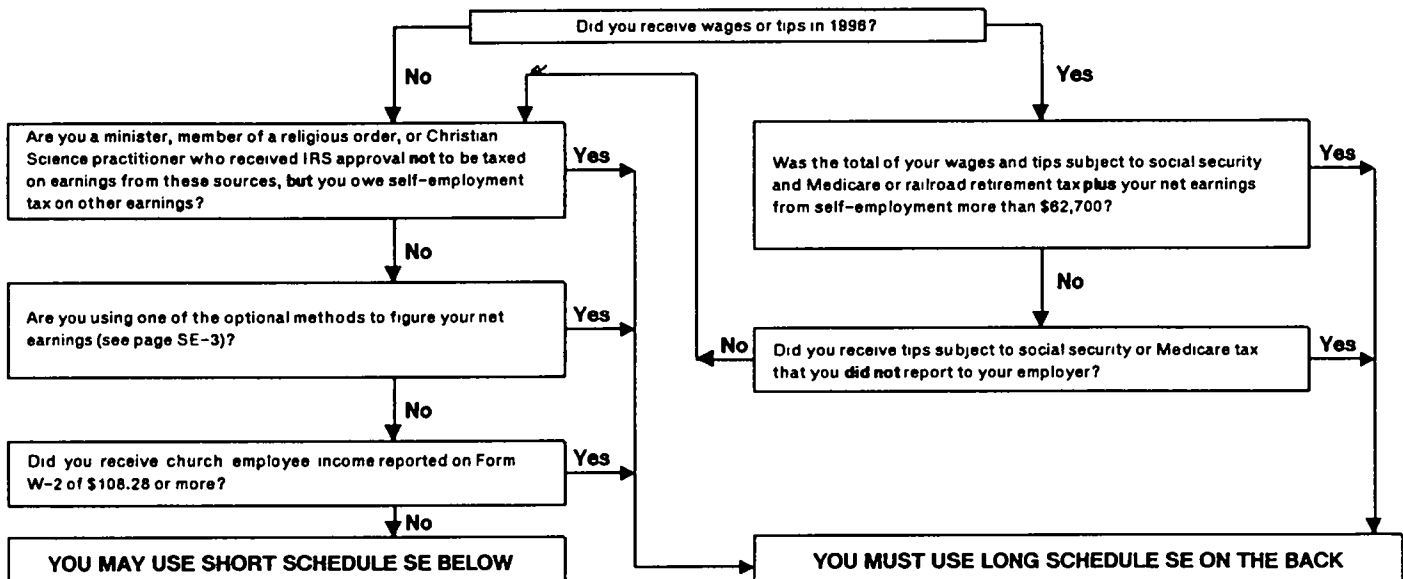 Did you receive wages or tips in 1996?
No
Yes
Are you a minister, member of a religious order, or Christian
Science practitioner who received IRS approval not to be taxed
on earnings from these sources, but you owe self-employment
tax on other earnings?
Yes
Was the total of your wages and tips subject to social security
and Medicare or railroad retirement tax plus your net earnings
from self-employment more than $62,700?
Yes
No
No
Are you using one of the optional methods to figure your net
earnings (see page SE-3)?
Yes
No
Did you receive tips subject to social security or Medicare tax
that you did not report to your employer?
Yes
No
Did you receive church employee income reported on Form
W-2 of $108.28 or more?
Yes
No
YOU MAY USE SHORT SCHEDULE SE BELOW
YOU MUST USE LONG SCHEDULE SE ON THE BACK